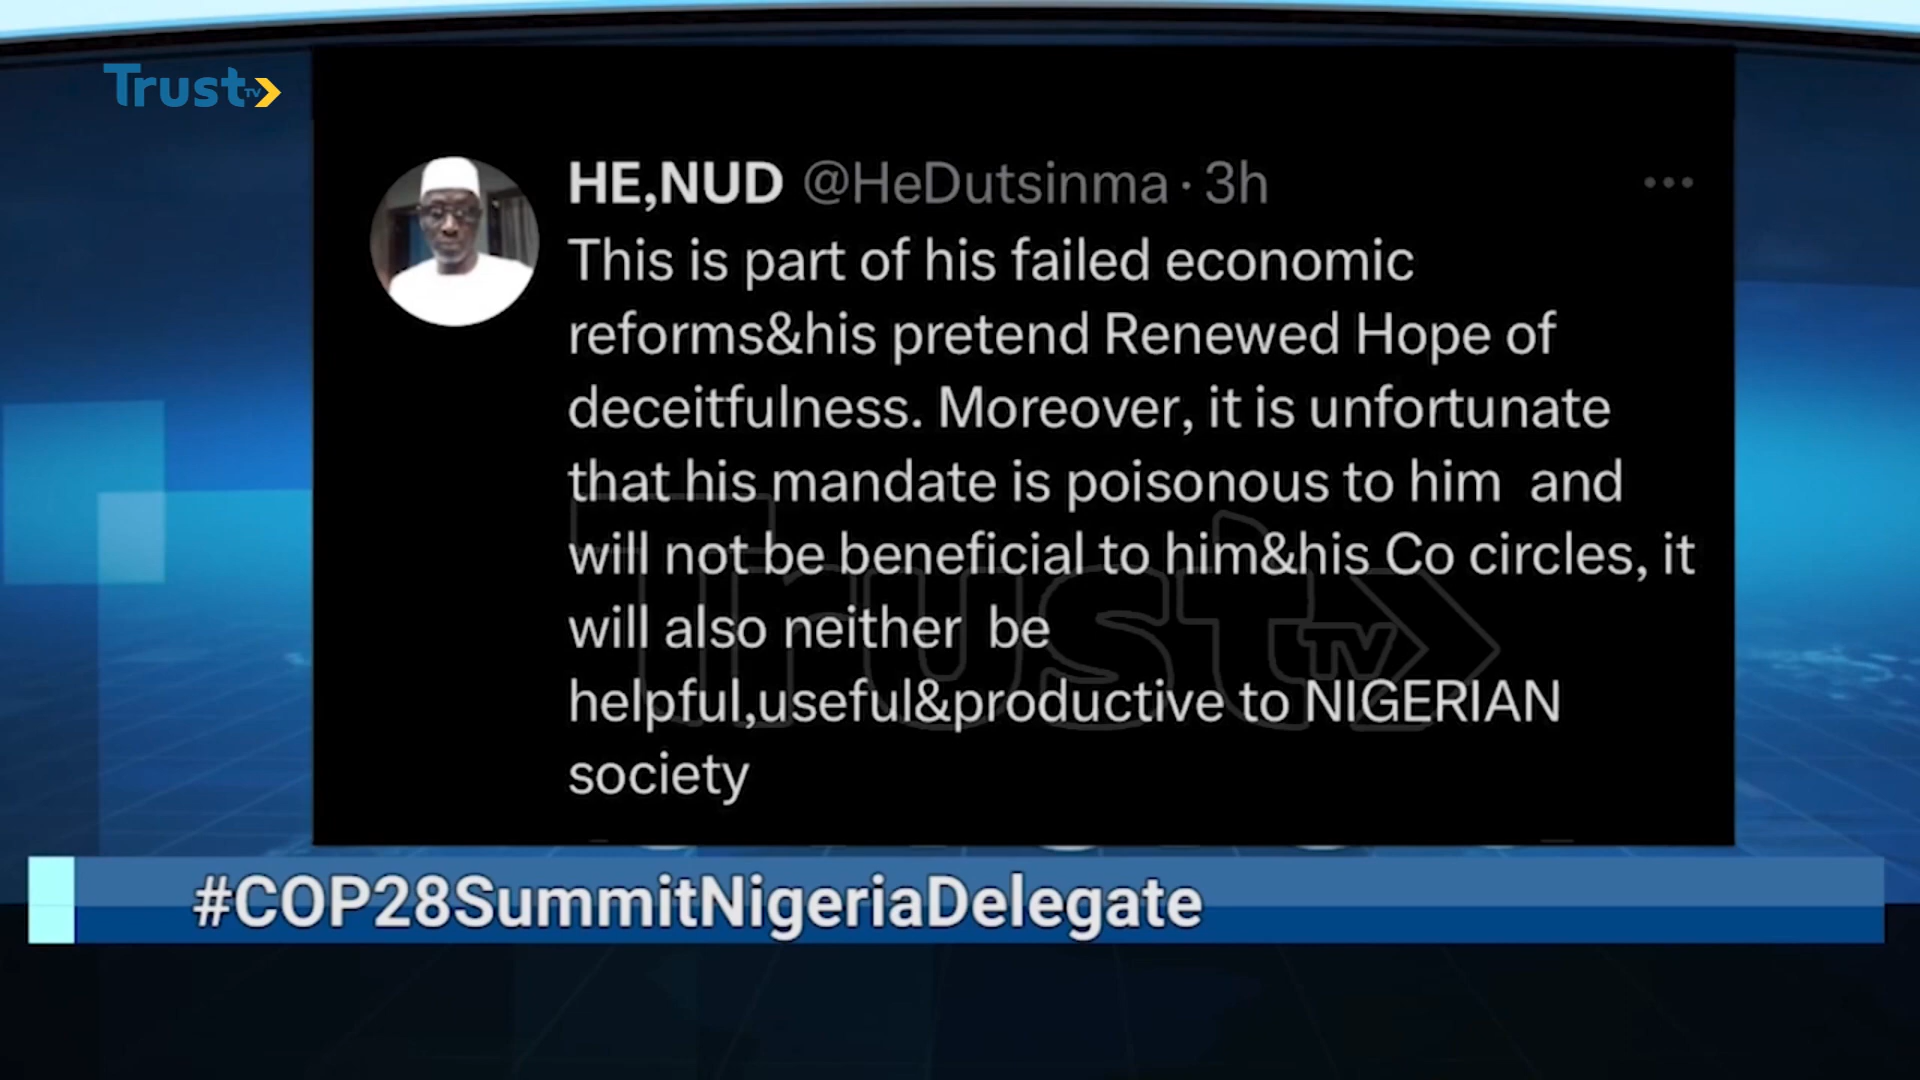 Trust TV
HE,NUD @HeDutsinma · 3h
This is part of his failed economic
reforms&his pretend Renewed Hope of
deceitfulness. Moreover, it is unfortunate
that his mandate is poisonous to him  and
will not be beneficial to him&his Co circles, it
will also neither  be
helpful,useful&productive to NIGERIAN
society
Trust TV
#COP28SummitNigeriaDelegate